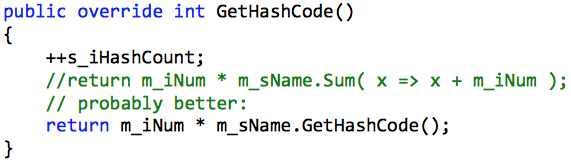 public override int GetHashCode()
{
    ++s_iHashCount;
    //return m_iNum * m_sName.Sum( x => x + m_iNum );
    // probably better:
    return m_iNum * m_sName.GetHashCode();
}